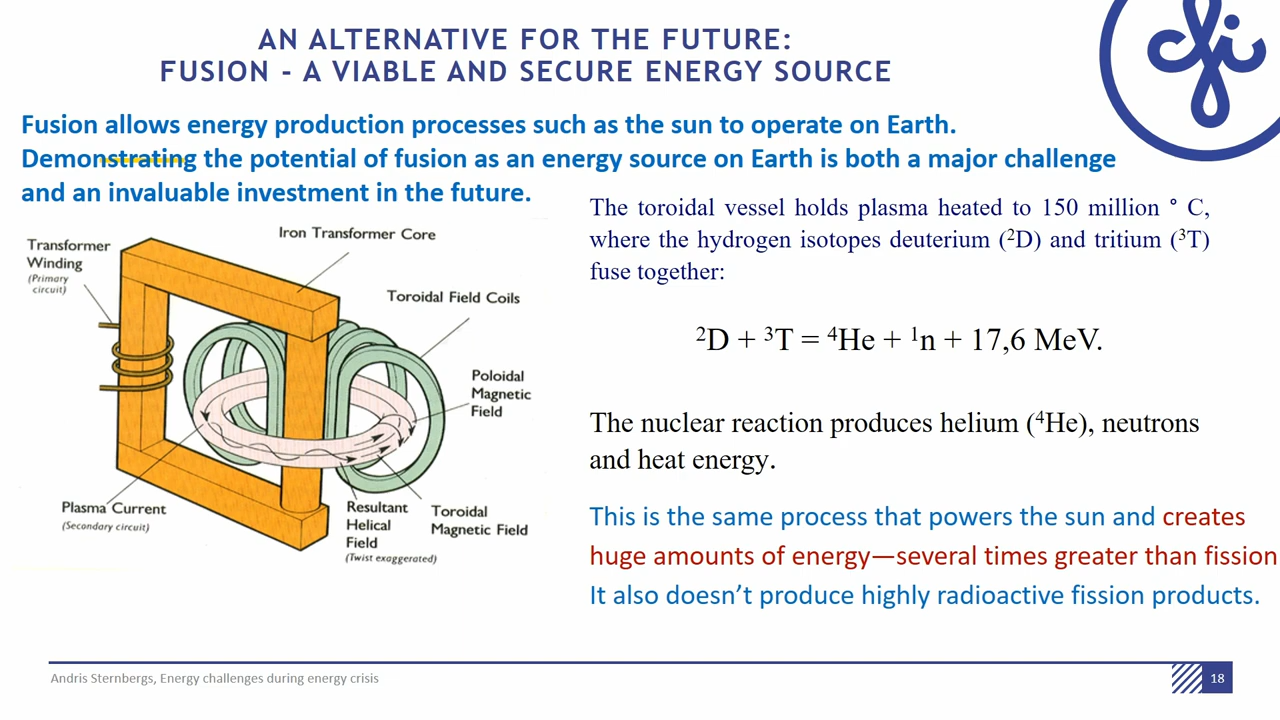 AN ALTERNATIVE FOR THE FUTURE:
FUSION - A VIABLE AND SECURE ENERGY SOURCE
Fusion allows energy production processes such as the sun to operate on Earth.
Demonstrating the potential of fusion as an energy source on Earth is both a major challenge
and an invaluable investment in the future.
Transformer
Winding
(Primary
circuit)
Iron Transformer Core
Toroidal Field Coils
Poloidal
Magnetic
Field
Plasma Current
(Secondary circuit)
Resultant
Helical
Field
(Twist exaggerated)
Toroidal
Magnetic Field
The toroidal vessel holds plasma heated to 150 million ° C,
where the hydrogen isotopes deuterium (²D) and tritium (³T)
fuse together:
²D + ³T = ⁴He + ¹n + 17,6 MeV.
The nuclear reaction produces helium (⁴He), neutrons
and heat energy.
This is the same process that powers the sun and creates
huge amounts of energy—several times greater than fission
It also doesn't produce highly radioactive fission products.
Andris Sternbergs, Energy challenges during energy crisis
18